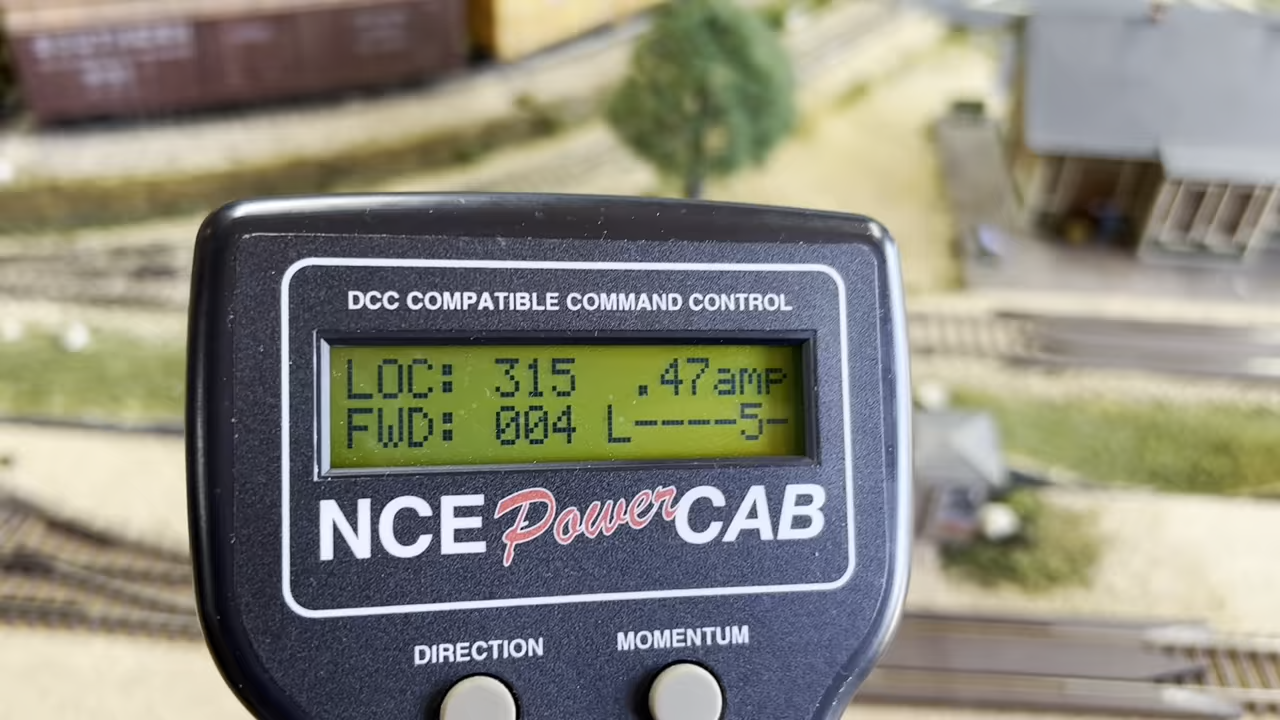 DCC COMPATIBLE COMMAND CONTROL
LOC: 315 .47amp
FWD: 004 L----5-
NCE Power CAB
DIRECTION
MOMENTUM